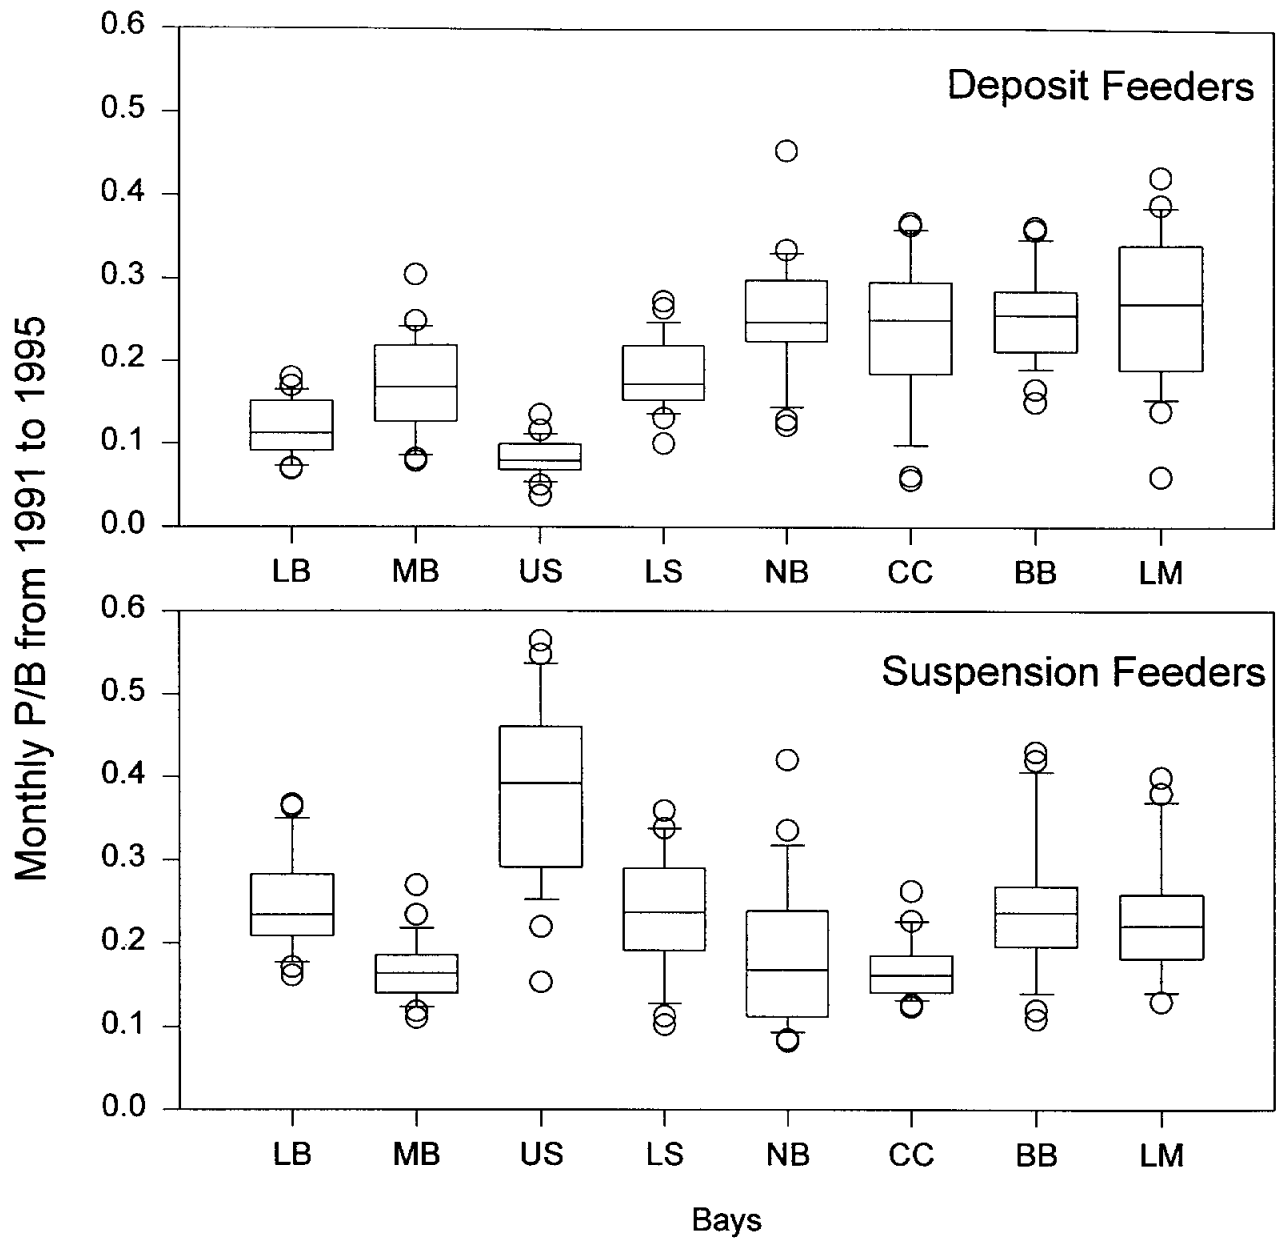 Monthly P/B from 1991 to 1995
0.6
Deposit Feeders
0.5
0.4
0.3
0.2
0.1
0.0
LB MB US LS NB CC BB LM
0.6
Suspension Feeders
0.5
0.4
0.3
0.2
0.1
0.0
LB MB US LS NB CC BB LM
Bays